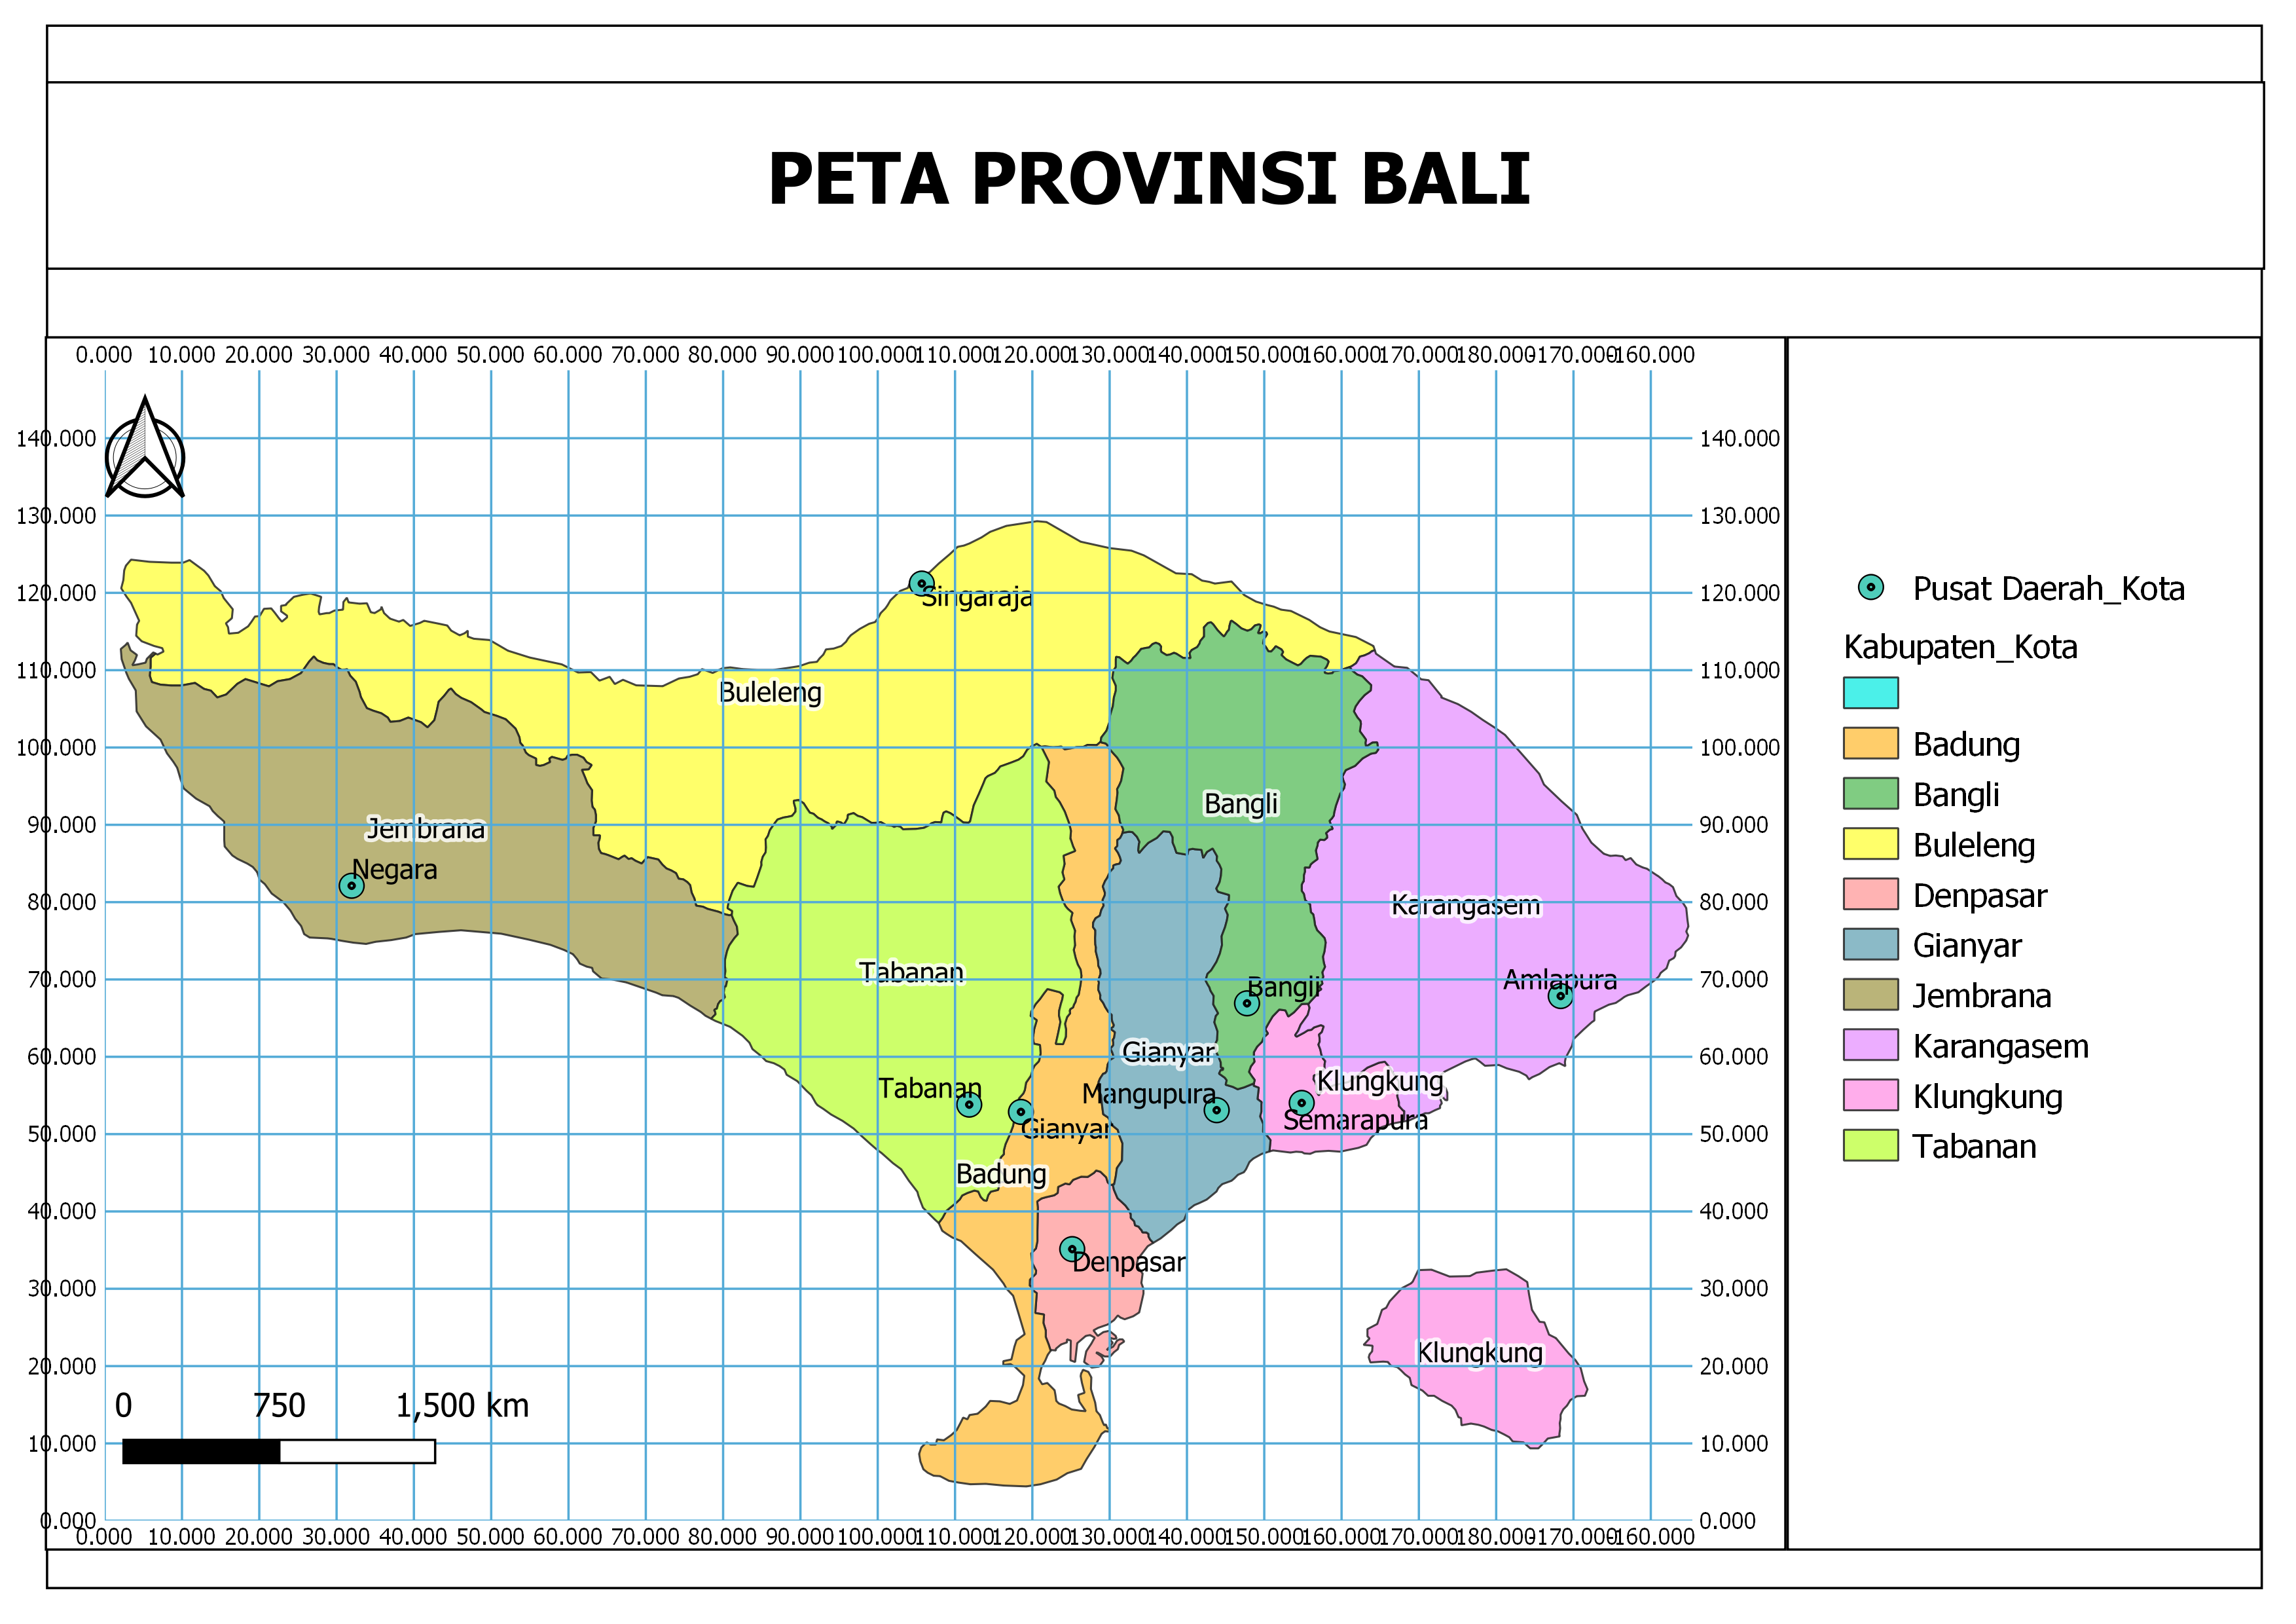 PETA PROVINSI BALI
0.000 10.000 20.000 30.000 40.000 50.000 60.000 70.000 80.000 90.000 100.000 110.000 120.000 130.000 140.000 150.000 160.000 170.000 180.000 -170.000 -160.000
140.000 140.000
130.000 130.000
120.000 Singaraja 120.000
110.000 110.000
Buleleng
100.000 100.000
Bangli
90.000 Jembrana 90.000
Negara
80.000 Karangasem 80.000
70.000 Tabanan Bangli Amlapura 70.000
60.000 Gianyar 60.000
Tabanan Mangupura Klungkung
50.000 Gianyar Semarapura 50.000
Badung
40.000 40.000
Denpasar
30.000 30.000
20.000 Klungkung 20.000
0 750 1,500 km
10.000 10.000
0.000 0.000
0.000 10.000 20.000 30.000 40.000 50.000 60.000 70.000 80.000 90.000 100.000 110.000 120.000 130.000 140.000 150.000 160.000 170.000 180.000 -170.000 -160.000
Pusat Daerah_Kota
Kabupaten_Kota
Badung
Bangli
Buleleng
Denpasar
Gianyar
Jembrana
Karangasem
Klungkung
Tabanan